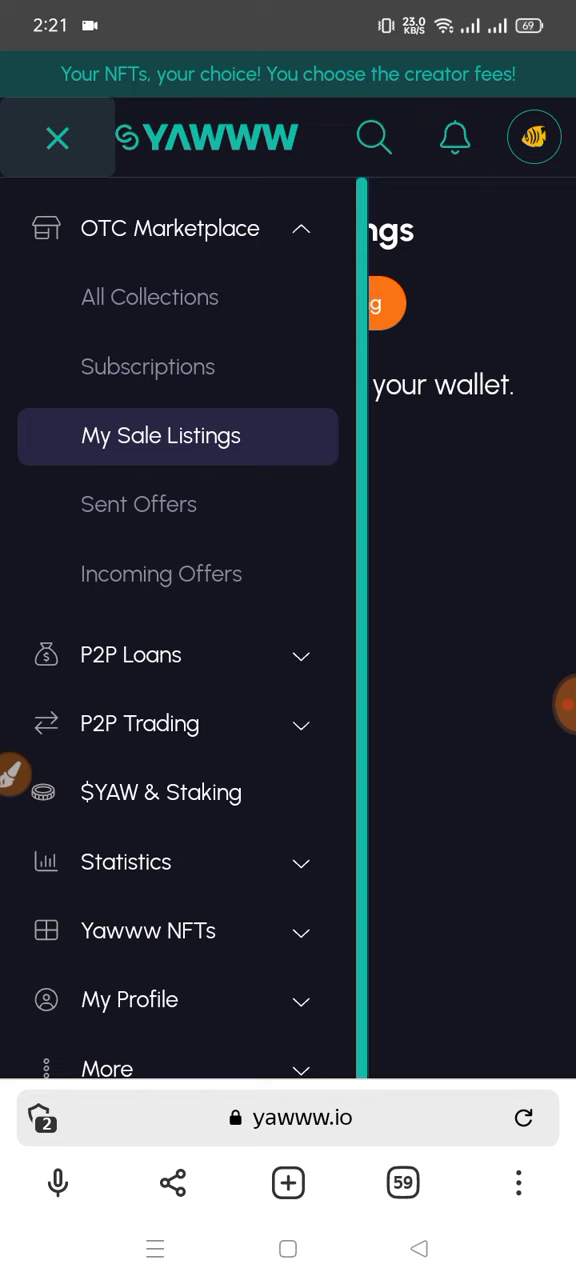 2:21 23.0 KB/S 69
Your NFTs, your choice! You choose the creator fees!
YAWWW
OTC Marketplace
ngs
All Collections
g
Subscriptions
your wallet.
My Sale Listings
Sent Offers
Incoming Offers
P2P Loans
P2P Trading
$YAW & Staking
Statistics
Yawww NFTs
My Profile
More
2 yawww.io
59